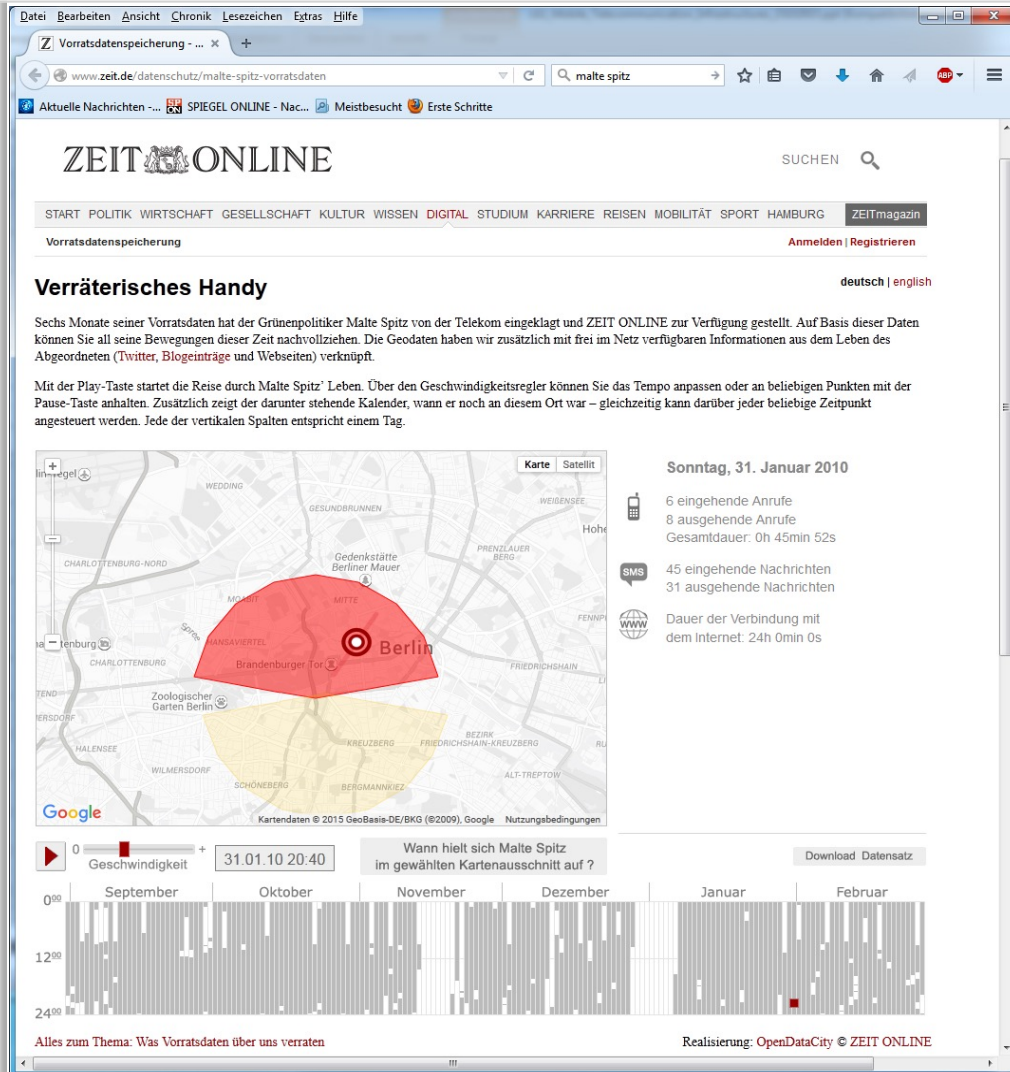 Datei Bearbeiten Ansicht Chronik Lesezeichen Extras Hilfe
Z Vorratsdatenspeicherung - ... × +
www.zeit.de/datenschutz/malte-spitz-vorratsdaten
malte spitz
ABP
Aktuelle Nachrichten -... SPIEGEL ONLINE - Nac... Meistbesucht Erste Schritte
ZEIT ONLINE
SUCHEN
START POLITIK WIRTSCHAFT GESELLSCHAFT KULTUR WISSEN DIGITAL STUDIUM KARRIERE REISEN MOBILITÄT SPORT HAMBURG ZEITmagazin
Vorratsdatenspeicherung
Anmelden | Registrieren
Verräterisches Handy
deutsch | english
Sechs Monate seiner Vorratsdaten hat der Grünenpolitiker Malte Spitz von der Telekom eingeklagt und ZEIT ONLINE zur Verfügung gestellt. Auf Basis dieser Daten
können Sie all seine Bewegungen dieser Zeit nachvollziehen. Die Geodaten haben wir zusätzlich mit frei im Netz verfügbaren Informationen aus dem Leben des
Abgeordneten (Twitter, Blogeinträge und Webseiten) verknüpft.
Mit der Play-Taste startet die Reise durch Malte Spitz’ Leben. Über den Geschwindigkeitsregler können Sie das Tempo anpassen oder an beliebigen Punkten mit der
Pause-Taste anhalten. Zusätzlich zeigt der darunter stehende Kalender, wann er noch an diesem Ort war – gleichzeitig kann darüber jeder beliebige Zeitpunkt
angesteuert werden. Jede der vertikalen Spalten entspricht einem Tag.
Karte Satellit
WEDDING
GESUNDBRUNNEN
WEIßENSEE
Hohe
PRENZLAUER
BERG
Gedenkstätte
Berliner Mauer
CHARLOTTENBURG-NORD
MOABIT
MITTE
Spree
HANSAVIERTEL
Berlin
Brandenburger Tor
CHARLOTTENBURG
FRIEDRICHSHAIN
Zoologischer
Garten Berlin
HALENSEE
KREUZBERG
BEZIRK
FRIEDRICHSHAIN-KREUZBERG
WILMERSDORF
SCHÖNEBERG
BERGMANNKIEZ
ALT-TREPTOW
Google
Kartendaten © 2015 GeoBasis-DE/BKG (©2009), Google Nutzungsbedingungen
Sonntag, 31. Januar 2010
6 eingehende Anrufe
8 ausgehende Anrufe
Gesamtdauer: 0h 45min 52s
SMS
45 eingehende Nachrichten
31 ausgehende Nachrichten
WWW
Dauer der Verbindung mit
dem Internet: 24h 0min 0s
0 +
Geschwindigkeit
31.01.10 20:40
Wann hielt sich Malte Spitz
im gewählten Kartenausschnitt auf ?
Download Datensatz
September Oktober November Dezember Januar Februar
0⁰⁰
12⁰⁰
24⁰⁰
Alles zum Thema: Was Vorratsdaten über uns verraten
Realisierung: OpenDataCity © ZEIT ONLINE